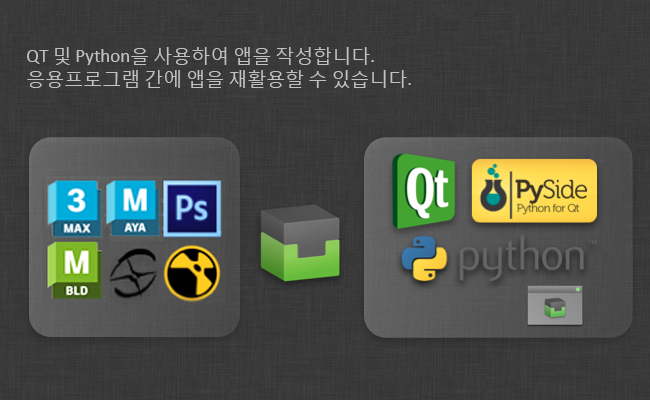 QT 및 Python을 사용하여 앱을 작성합니다.
응용프로그램 간에 앱을 재활용할 수 있습니다.
3
MAX
M
AYA
Ps
M
BLD
Qt
PySide
Python for Qt
python™